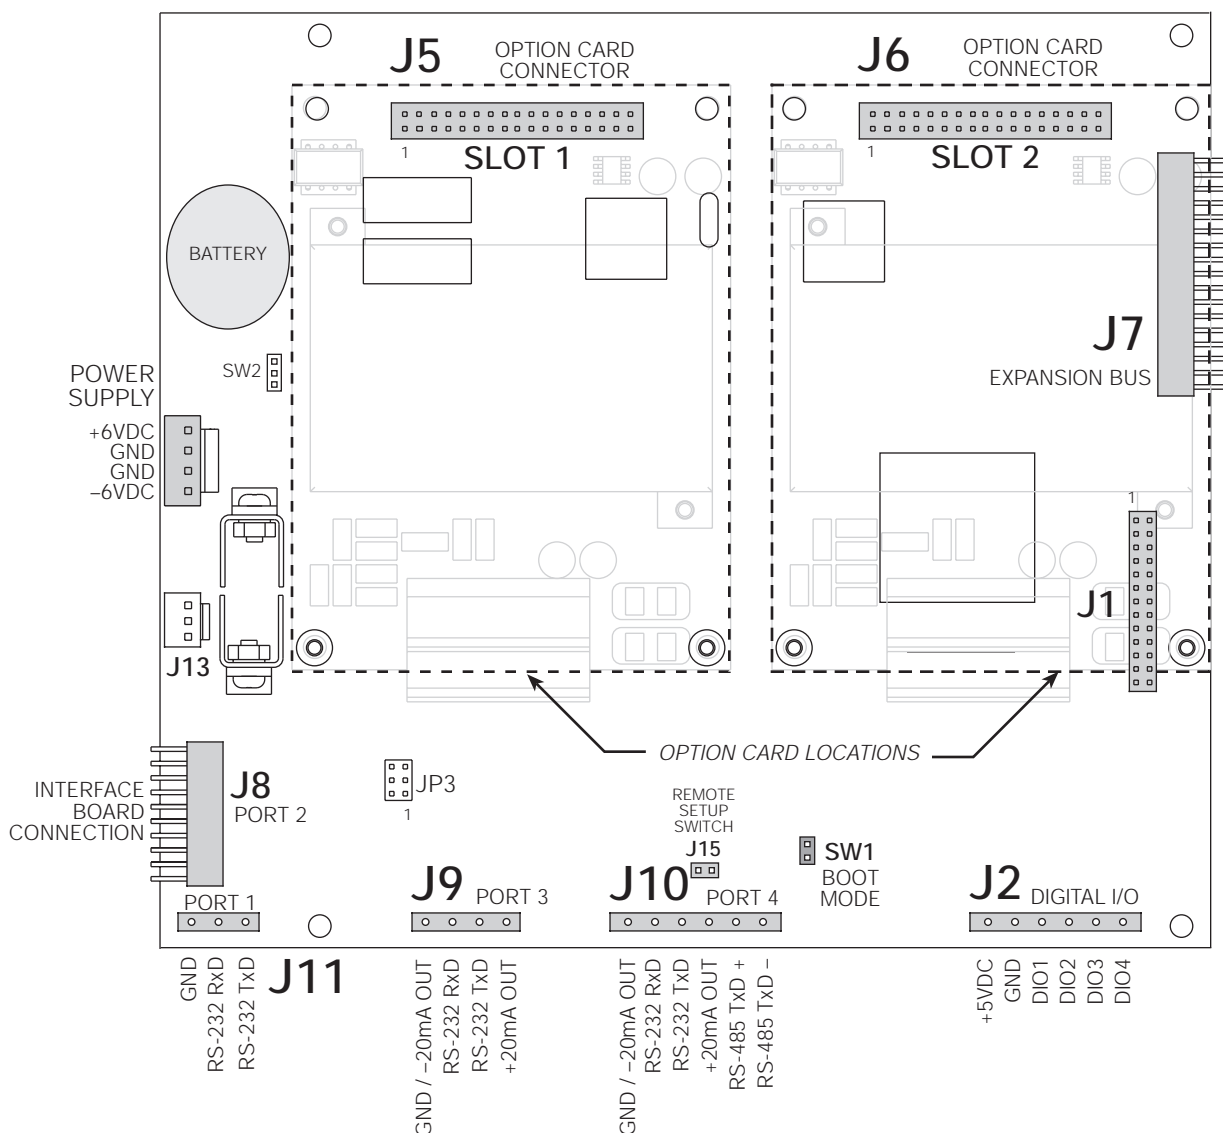 J5
OPTION CARD
CONNECTOR
J6
OPTION CARD
CONNECTOR
1
SLOT 1
1
SLOT 2
BATTERY
J7
EXPANSION BUS
SW2
POWER
SUPPLY
+6VDC
GND
GND
–6VDC
1
J1
J13
OPTION CARD LOCATIONS
INTERFACE
BOARD
CONNECTION
J8
PORT 2
JP3
1
REMOTE
SETUP
SWITCH
J15
SW1
BOOT
MODE
PORT 1
J9
PORT 3
J10
PORT 4
J2
DIGITAL I/O
J11
GND
RS-232 RxD
RS-232 TxD
GND / –20mA OUT
RS-232 RxD
RS-232 TxD
+20mA OUT
GND / –20mA OUT
RS-232 RxD
RS-232 TxD
+20mA OUT
RS-485 TxD +
RS-485 TxD –
+5VDC
GND
DIO1
DIO2
DIO3
DIO4